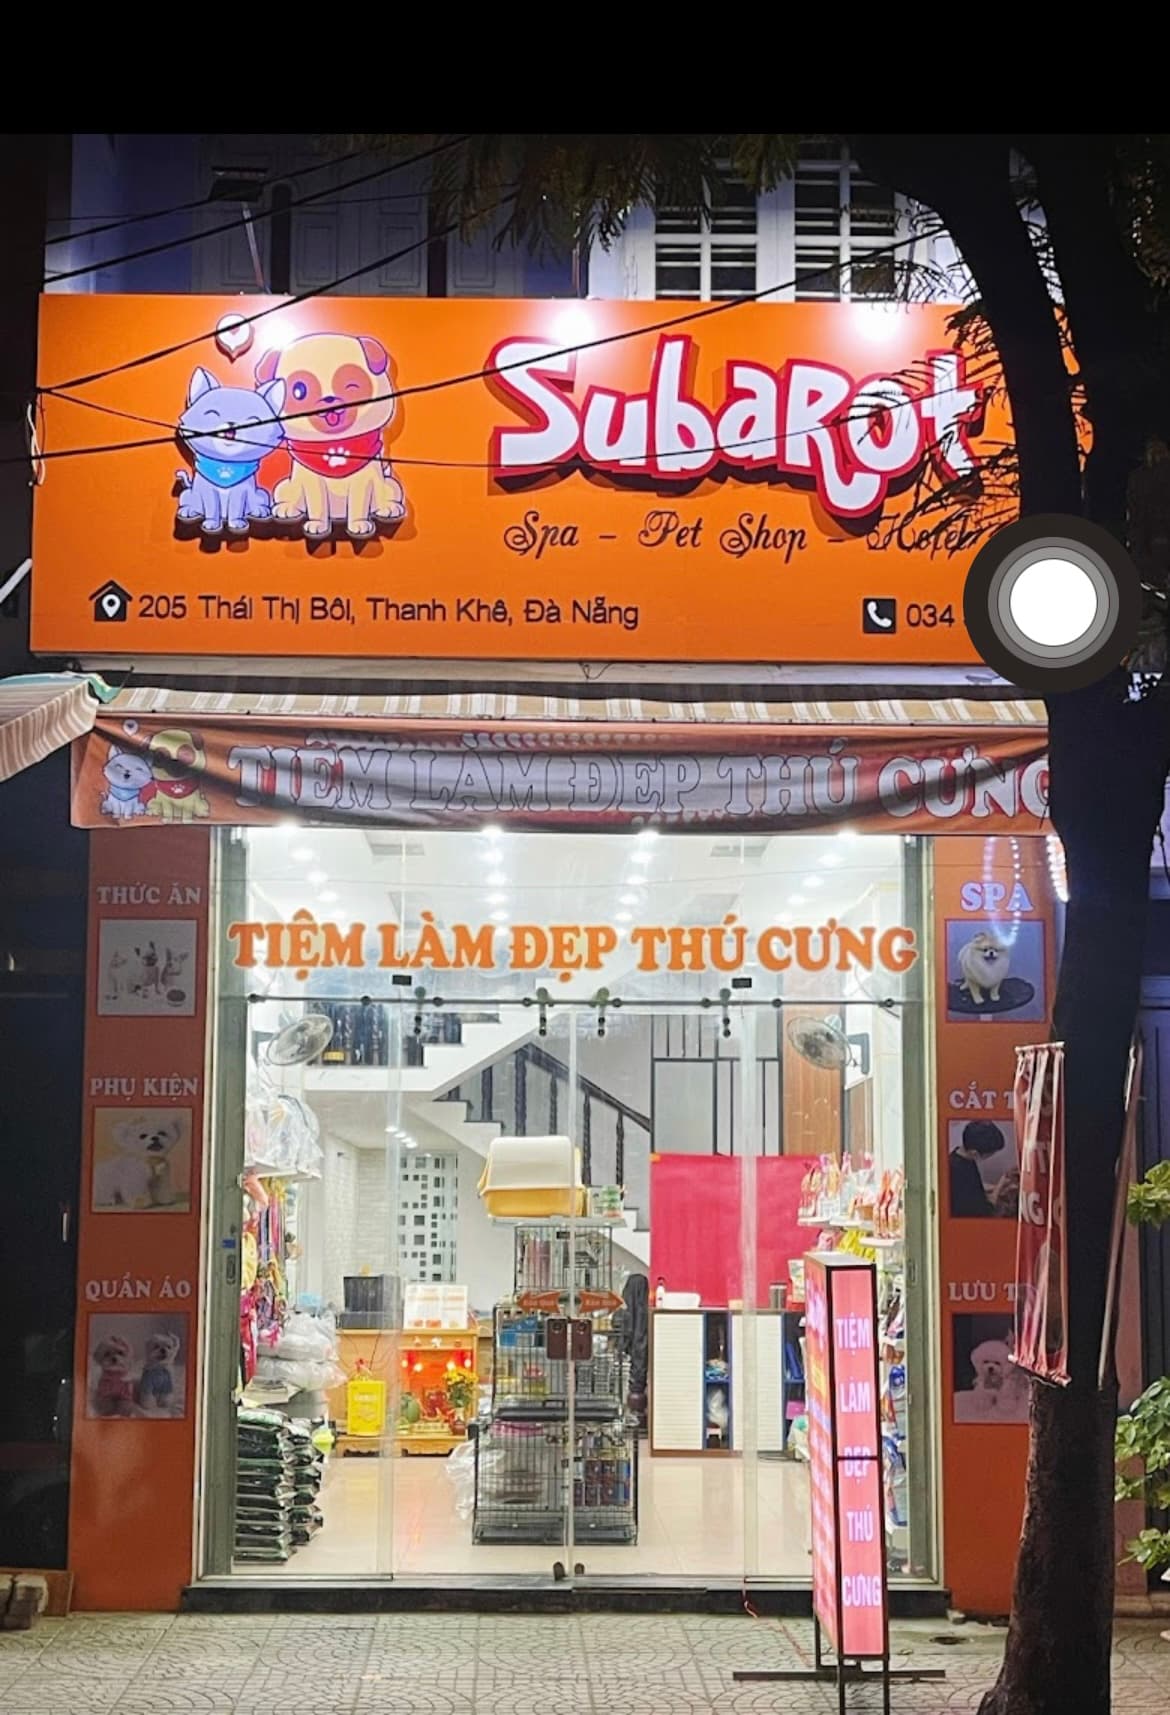 SubaRot
Spa - Pet Shop - Hotel
205 Thái Thị Bôi, Thanh Khê, Đà Nẵng
034
TIỆM LÀM ĐẸP THÚ CƯNG
THỨC ĂN
SPA
TIỆM LÀM ĐẸP THÚ CƯNG
PHỤ KIỆN
CẮT
QUẦN ÁO
LƯU
TIỆM
LÀM
ĐẸP
THÚ
CƯNG